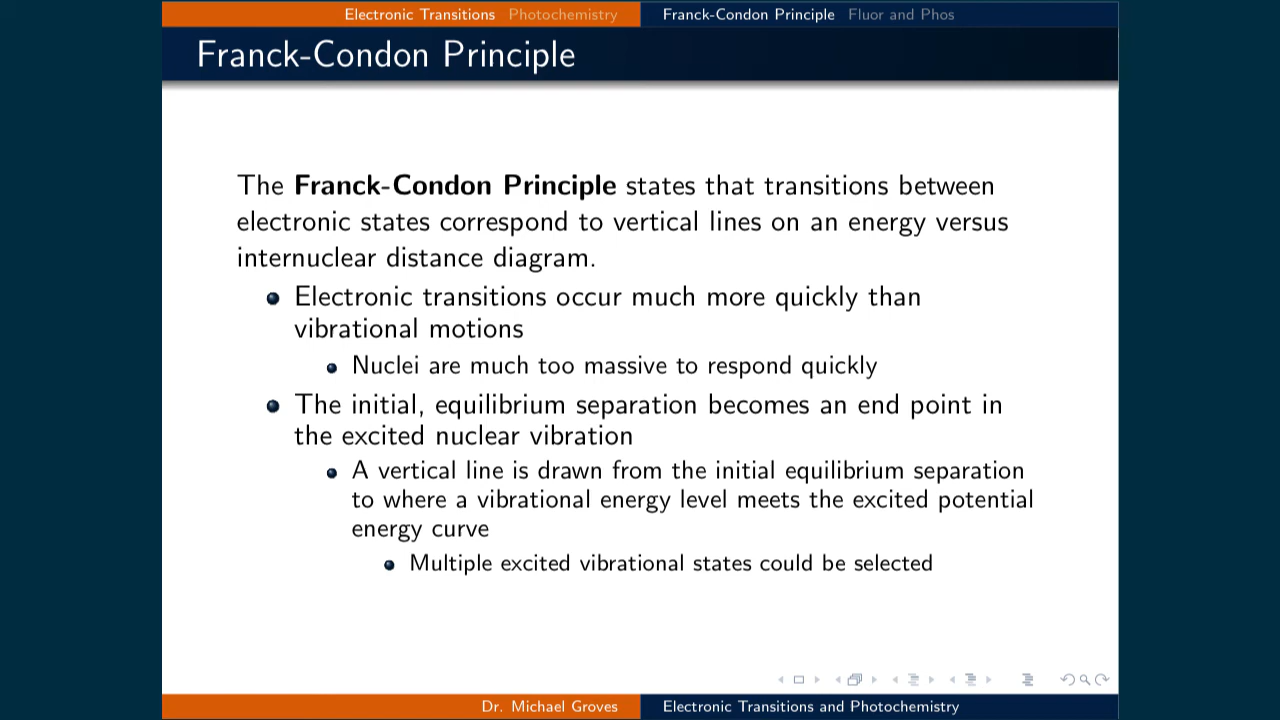 Electronic Transitions Photochemistry Franck-Condon Principle Fluor and Phos
Franck-Condon Principle
The Franck-Condon Principle states that transitions between
electronic states correspond to vertical lines on an energy versus
internuclear distance diagram.
Electronic transitions occur much more quickly than
vibrational motions
Nuclei are much too massive to respond quickly
The initial, equilibrium separation becomes an end point in
the excited nuclear vibration
A vertical line is drawn from the initial equilibrium separation
to where a vibrational energy level meets the excited potential
energy curve
Multiple excited vibrational states could be selected
Dr. Michael Groves Electronic Transitions and Photochemistry